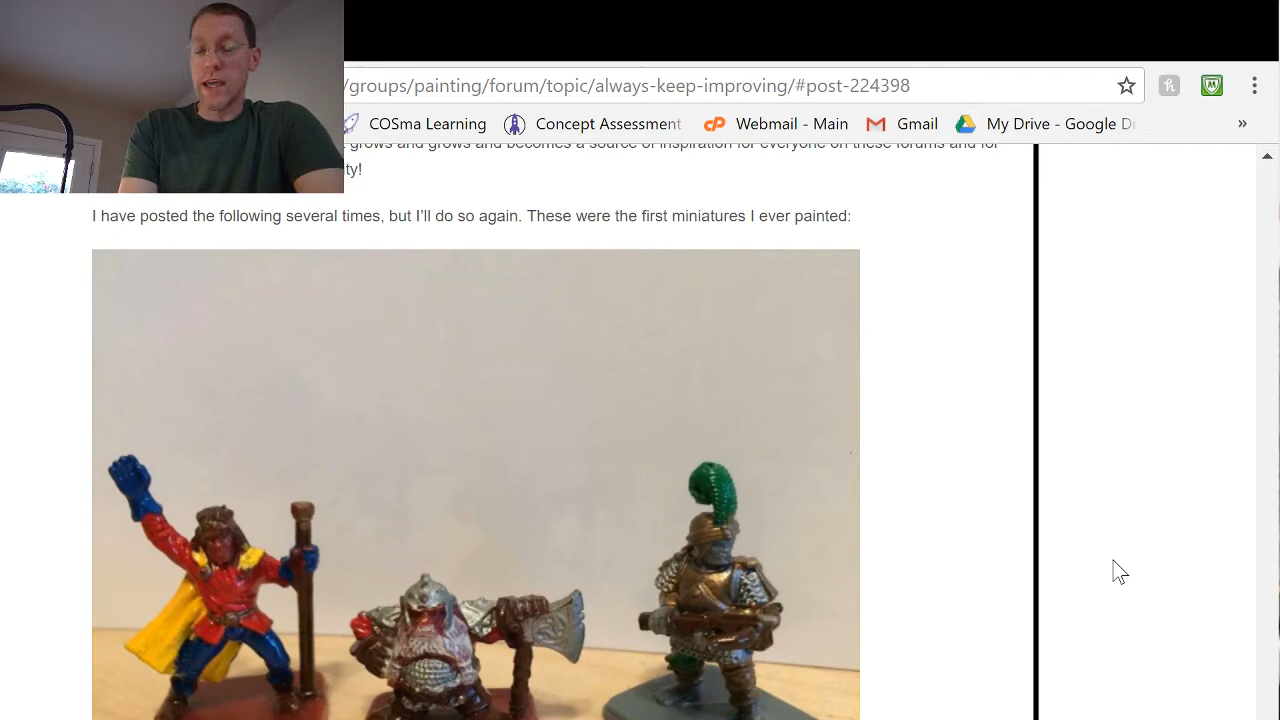 /groups/painting/forum/topic/always-keep-improving/#post-224398
COSma Learning Concept Assessment Webmail - Main Gmail My Drive - Google Dr »
grows and grows and becomes a source of inspiration for everyone on these forums and for
ty!
I have posted the following several times, but I'll do so again. These were the first miniatures I ever painted: